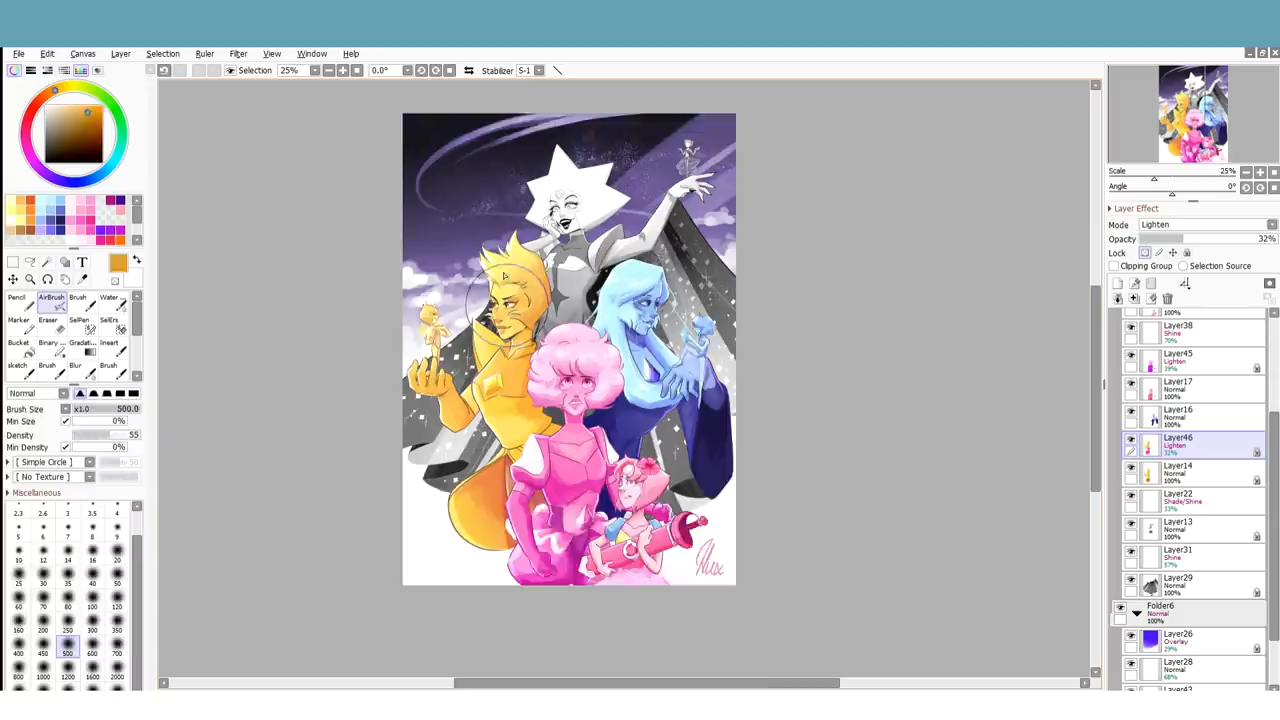 File Edit Canvas Layer Selection Ruler Filter View Window Help
Selection 25% 0.0° Stabilizer S-1
Scale 25%
Angle 0°
Layer Effect
Mode Lighten
Opacity 32%
Lock
Clipping Group Selection Source
T
Pencil AirBrush Brush Water
Marker Eraser SelPen SelErs
Bucket Binary Gradati lineart
sketch Brush Blur Brush
Normal
Brush Size x1.0 500.0
Min Size 0%
Density 55
Min Density 0%
[ Simple Circle ] 50
[ No Texture ]
Miscellaneous
2.3 2.6 3 3.5 4
5 6 7 8 9
10 12 14 16 20
25 30 35 40 50
60 70 80 100 120
160 200 250 300 350
400 450 500 600 700
800 1000 1200 1600 2000
100%
Layer38
Shine
70%
Layer45
Lighten
39%
Layer17
Normal
100%
Layer16
Normal
100%
Layer46
Lighten
32%
Layer14
Normal
100%
Layer22
Shade/Shine
33%
Layer13
Normal
100%
Layer31
Shine
57%
Layer29
Normal
100%
Folder6
Normal
100%
Layer26
Overlay
29%
Layer28
Normal
68%
Layer43